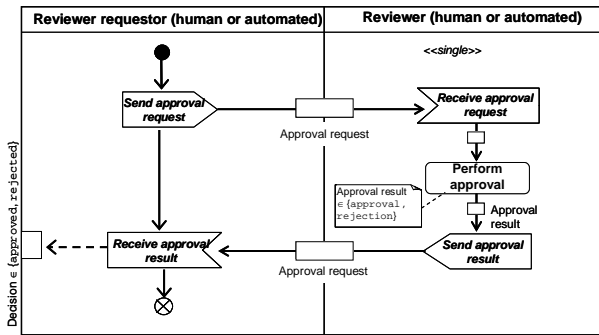 Reviewer requestor (human or automated)
Reviewer (human or automated)
<<single>>
Send approval
request
Approval request
Receive approval
request
Perform
approval
Approval result
∈{approval,
rejection}
Approval
result
Receive approval
result
Approval request
Send approval
result
Decision ∈ {approved, rejected}